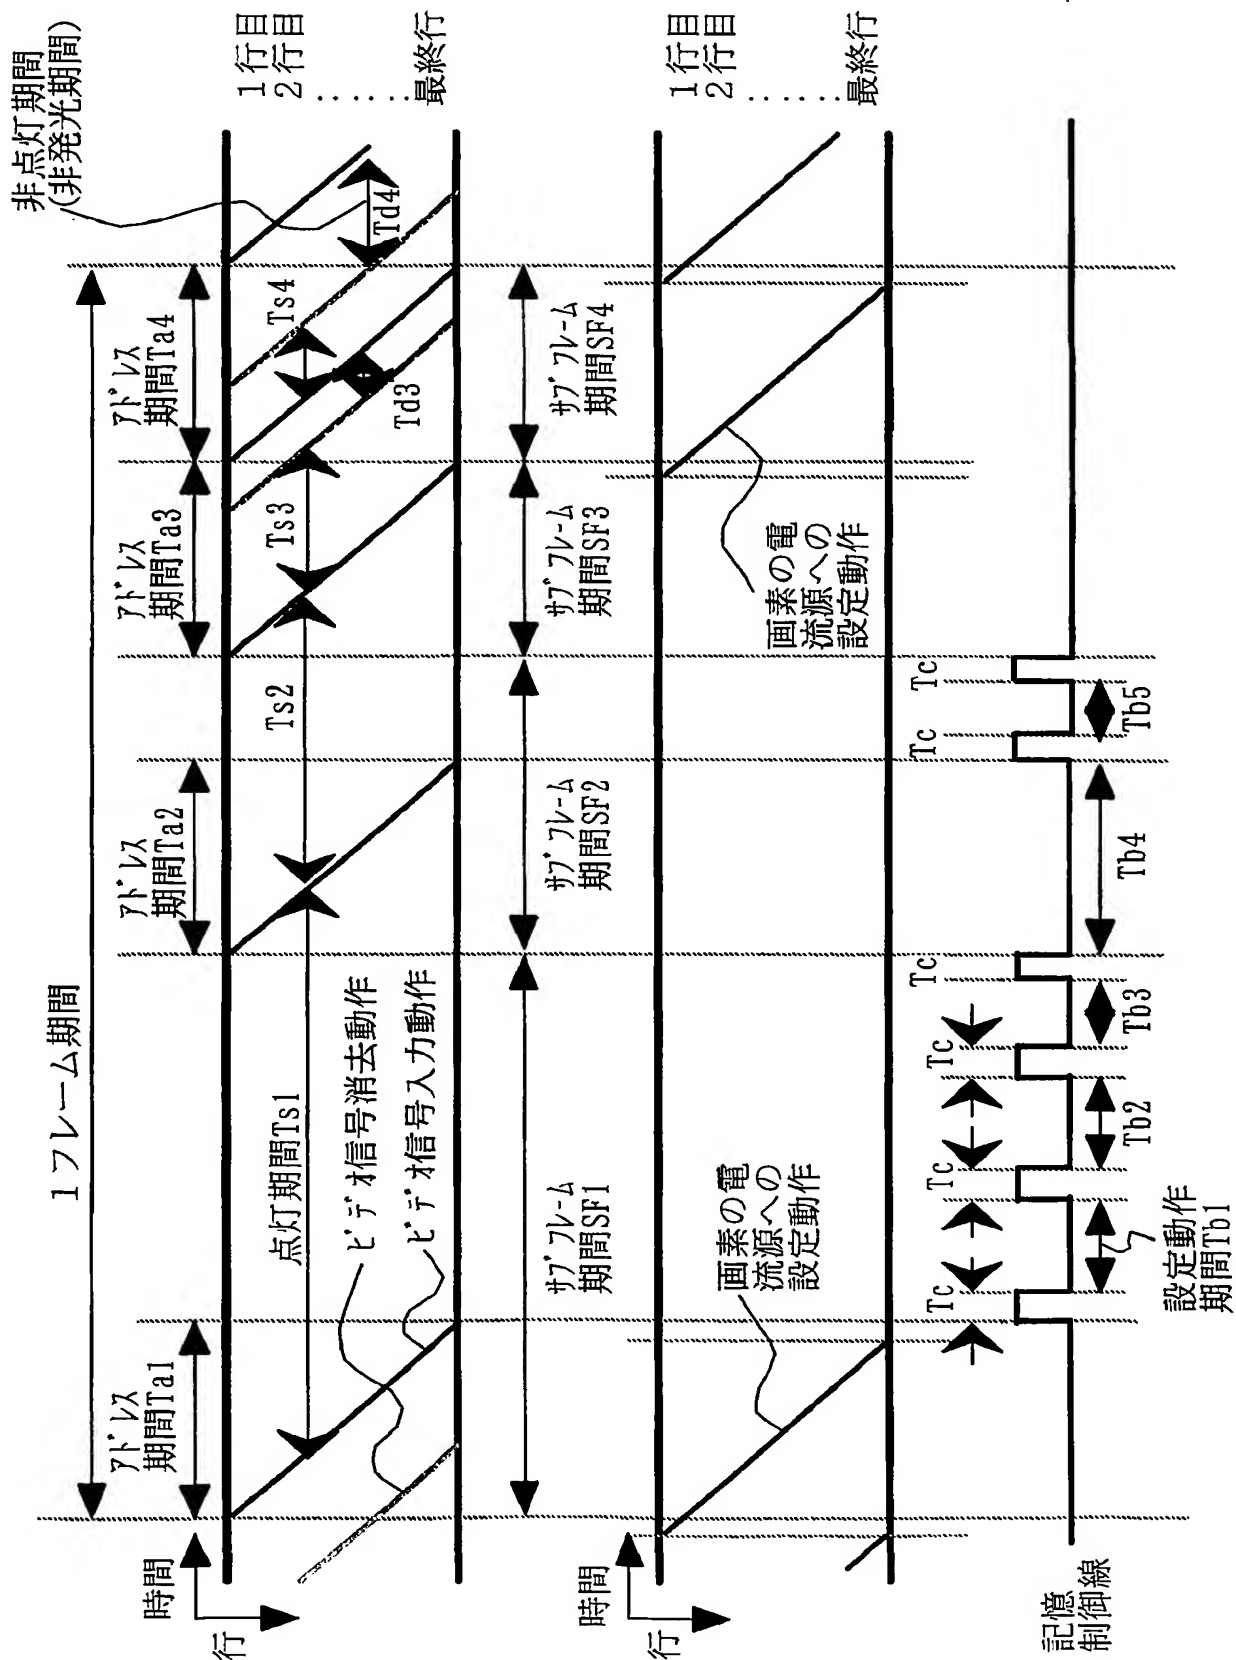 1フレーム期間
アドレス
期間Ta1
アドレス
期間Ta2
アドレス
期間Ta3
アドレス
期間Ta4
非点灯期間
(非発光期間)
時間
行
1行目
2行目
......
最終行
点灯期間Ts1
Ts2
Ts3
Ts4
Td3
Td4
ビデオ信号消去動作
ビデオ信号入力動作
サブフレーム
期間SF1
サブフレーム
期間SF2
サブフレーム
期間SF3
サブフレーム
期間SF4
時間
行
1行目
2行目
......
最終行
画素の電
流源への
設定動作
画素の電
流源への
設定動作
記憶
制御線
Tc
Tc
Tc
Tc
Tc
Tc
設定動作
期間Tb1
Tb2
Tb3
Tb4
Tb5